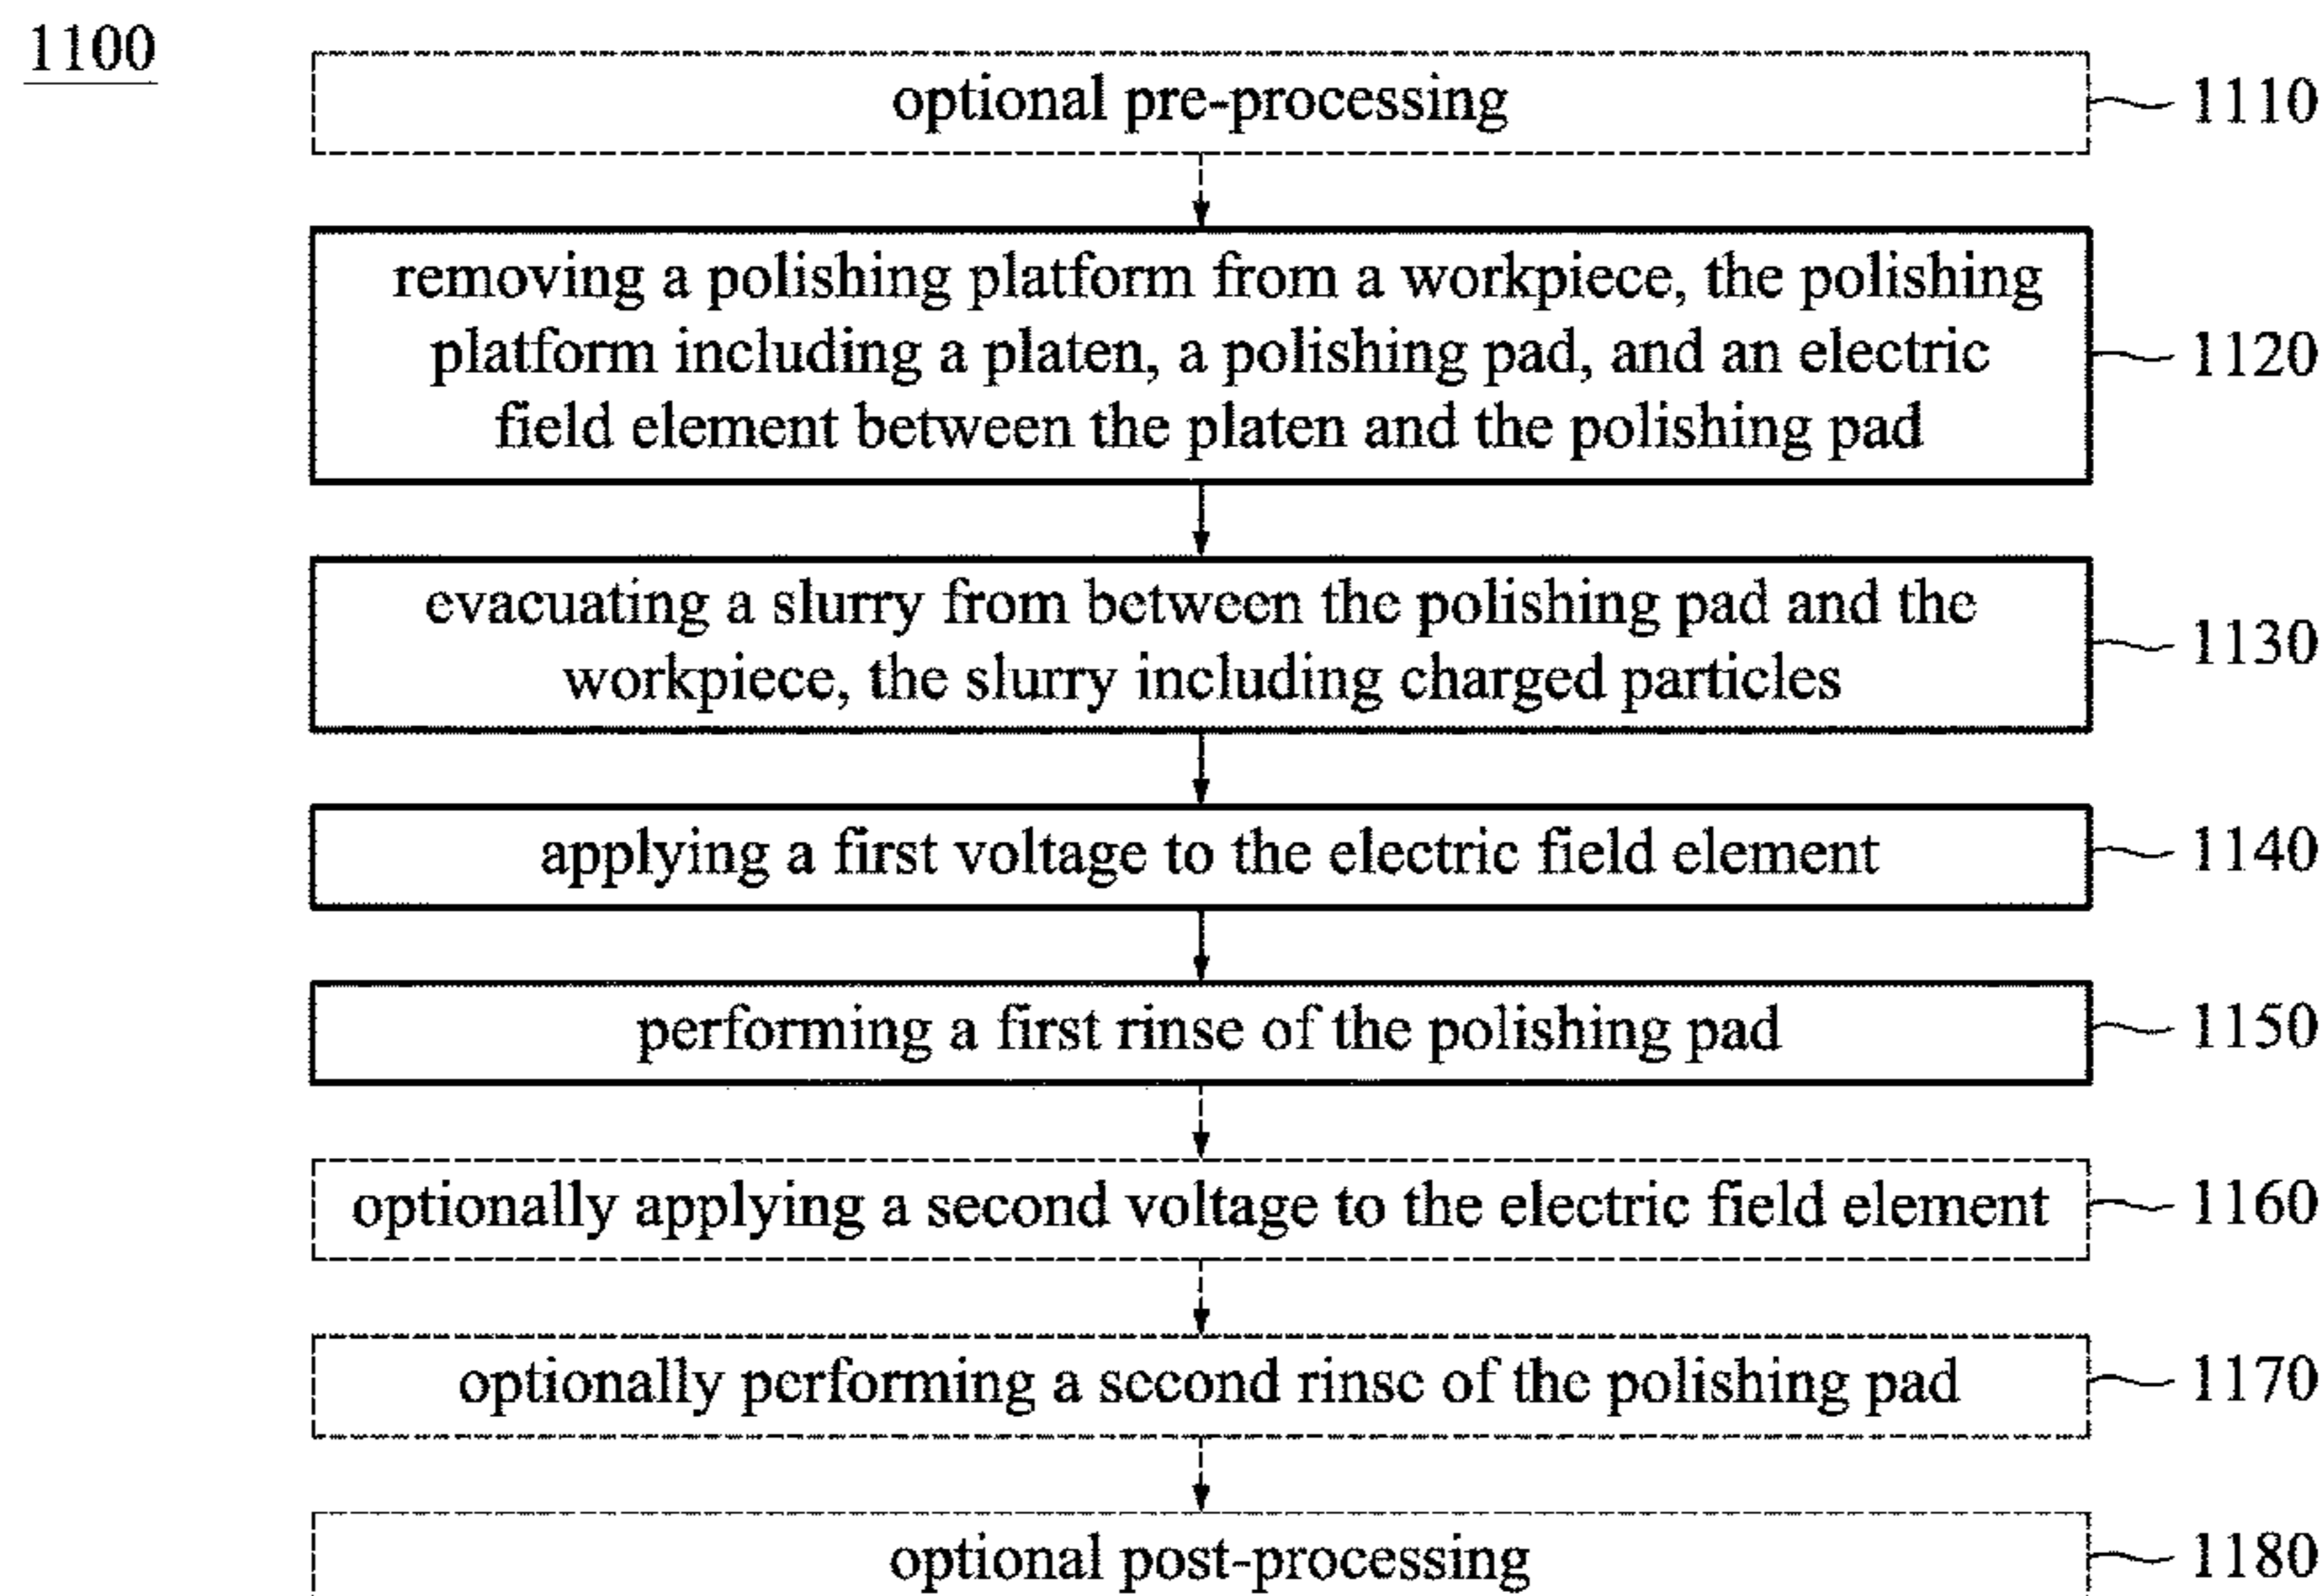 1100
optional pre-processing
1110
removing a polishing platform from a workpiece, the polishing
platform including a platen, a polishing pad, and an electric
field element between the platen and the polishing pad
1120
evacuating a slurry from between the polishing pad and the
workpiece, the slurry including charged particles
1130
applying a first voltage to the electric field element
1140
performing a first rinse of the polishing pad
1150
optionally applying a second voltage to the electric field element
1160
optionally performing a second rinse of the polishing pad
1170
optional post-processing
1180